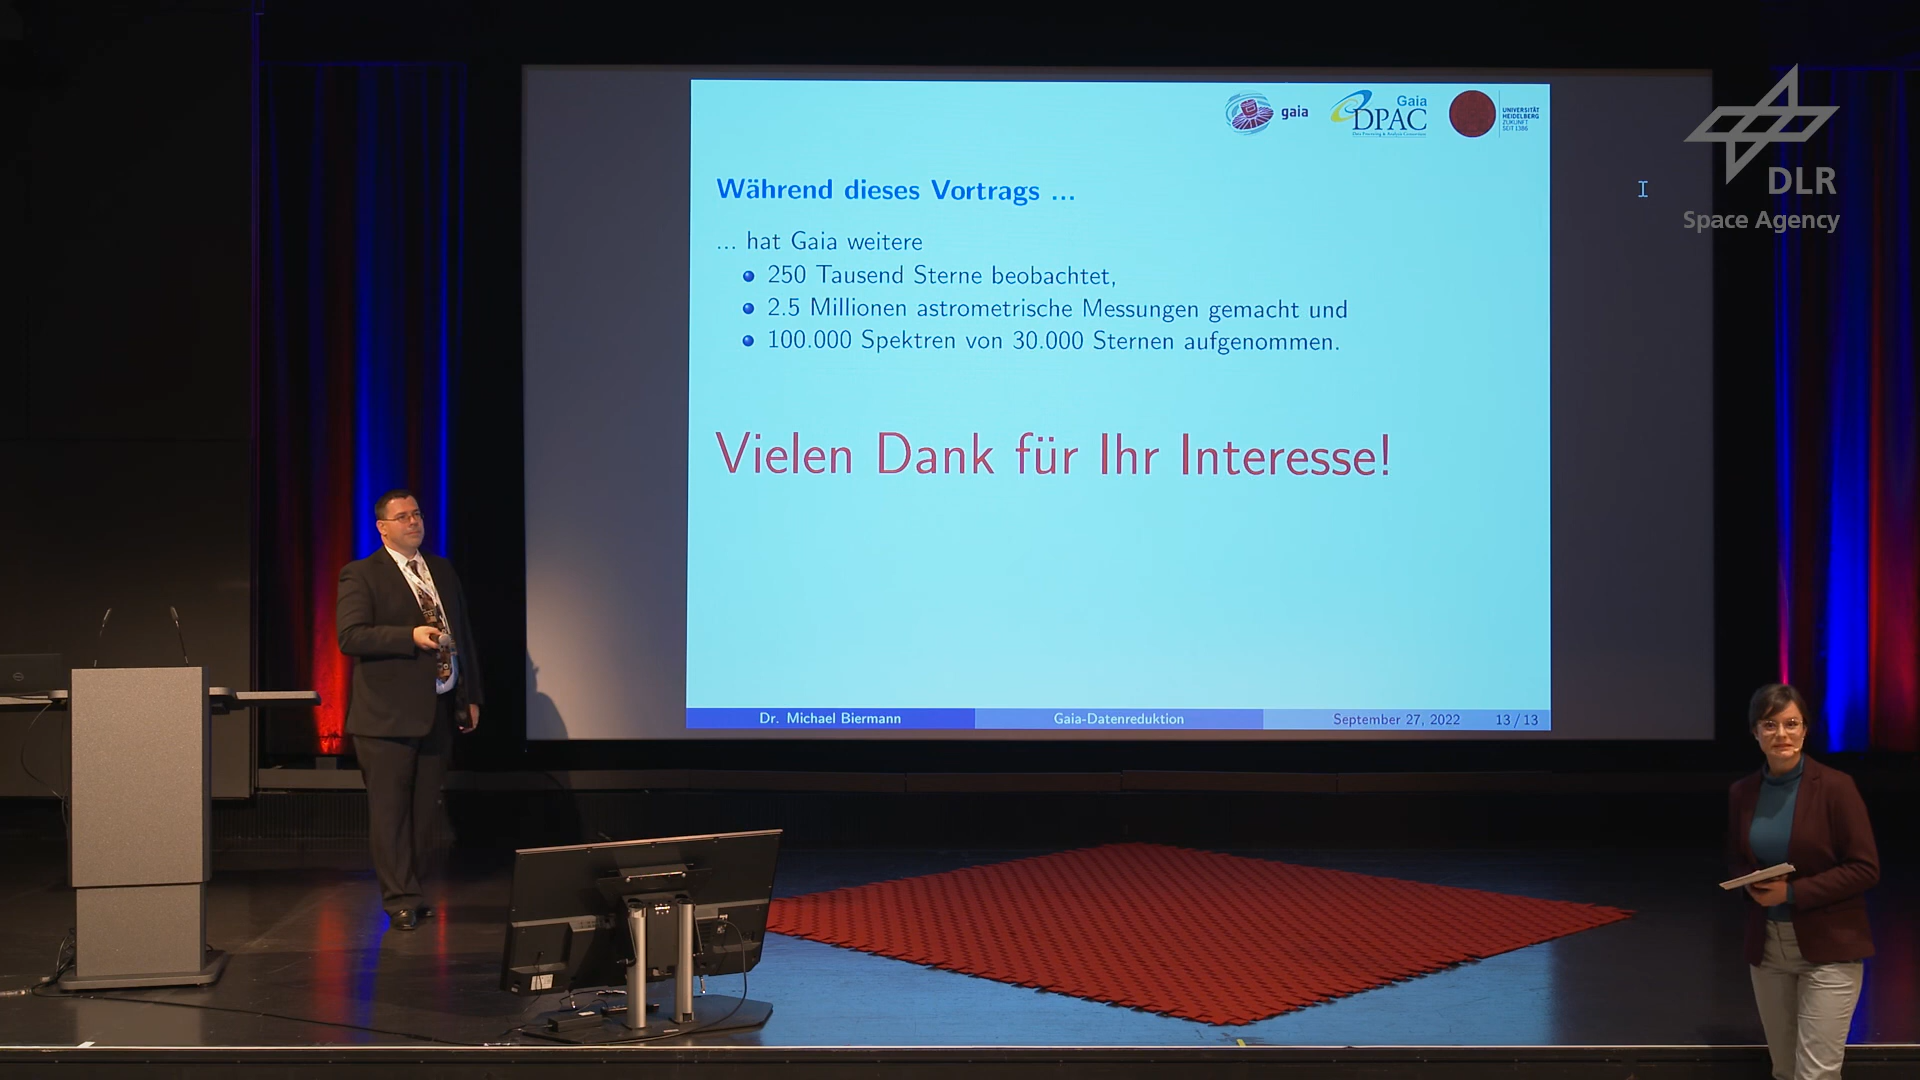 gaia
Gaia
DPAC
UNIVERSITÄT
HEIDELBERG
ZUKUNFT
SEIT 1386
DLR
Space Agency
Während dieses Vortrags ...
... hat Gaia weitere
250 Tausend Sterne beobachtet,
2.5 Millionen astrometrische Messungen gemacht und
100.000 Spektren von 30.000 Sternen aufgenommen.
Vielen Dank für Ihr Interesse!
Dr. Michael Biermann Gaia-Datenreduktion September 27, 2022 13 / 13